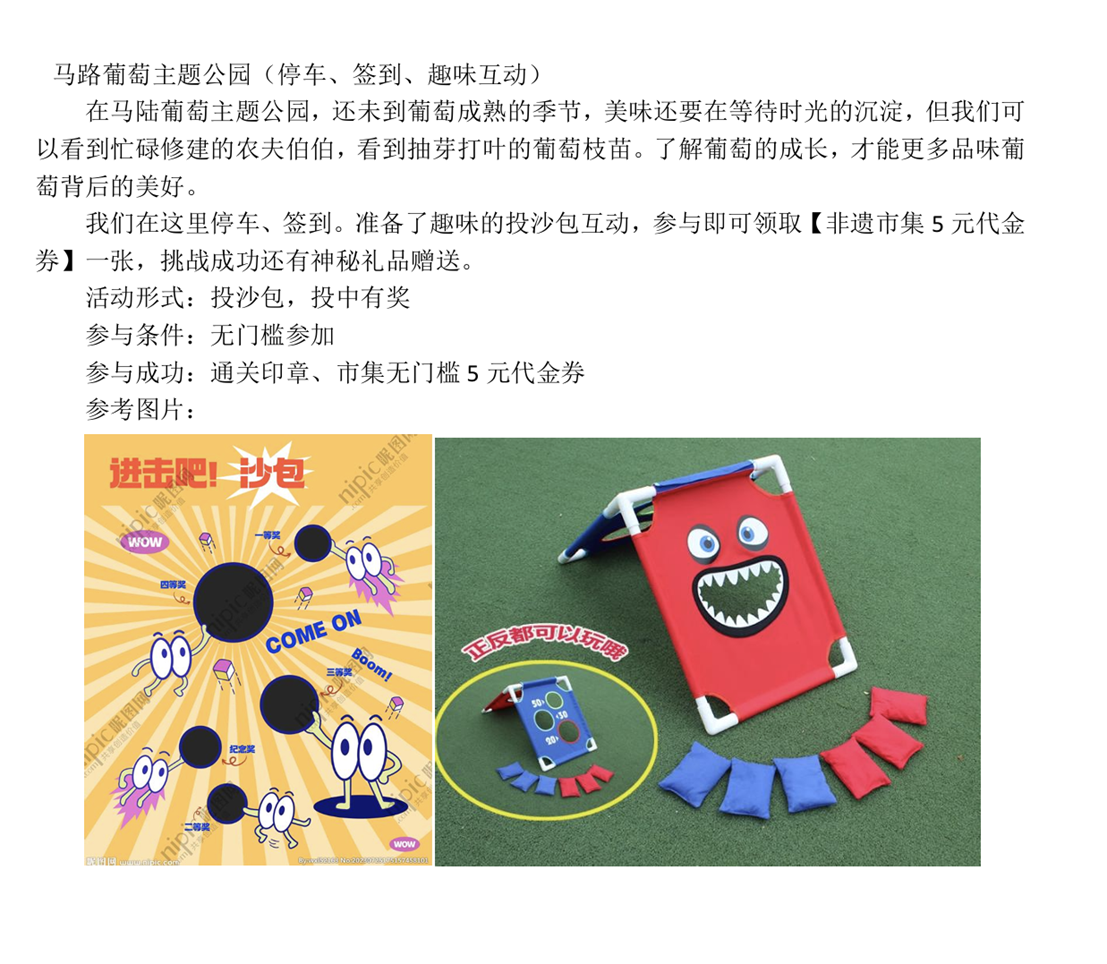 马路葡萄主题公园（停车、签到、趣味互动）
在马陆葡萄主题公园，还未到葡萄成熟的季节，美味还要在等待时光的沉淀，但我们可
以看到忙碌修建的农夫伯伯，看到抽芽打叶的葡萄枝苗。了解葡萄的成长，才能更多品味葡
萄背后的美好。
我们在这里停车、签到。准备了趣味的投沙包互动，参与即可领取【非遗市集 5 元代金
券】一张，挑战成功还有神秘礼品赠送。
活动形式：投沙包，投中有奖
参与条件：无门槛参加
参与成功：通关印章、市集无门槛 5 元代金券
参考图片：
进击吧！沙包
WOW
一等奖
四等奖
COME ON
Boom!
三等奖
纪念奖
二等奖
WOW
nipic 昵图网
共享创造价值
正反都可以玩哦
50
30
20